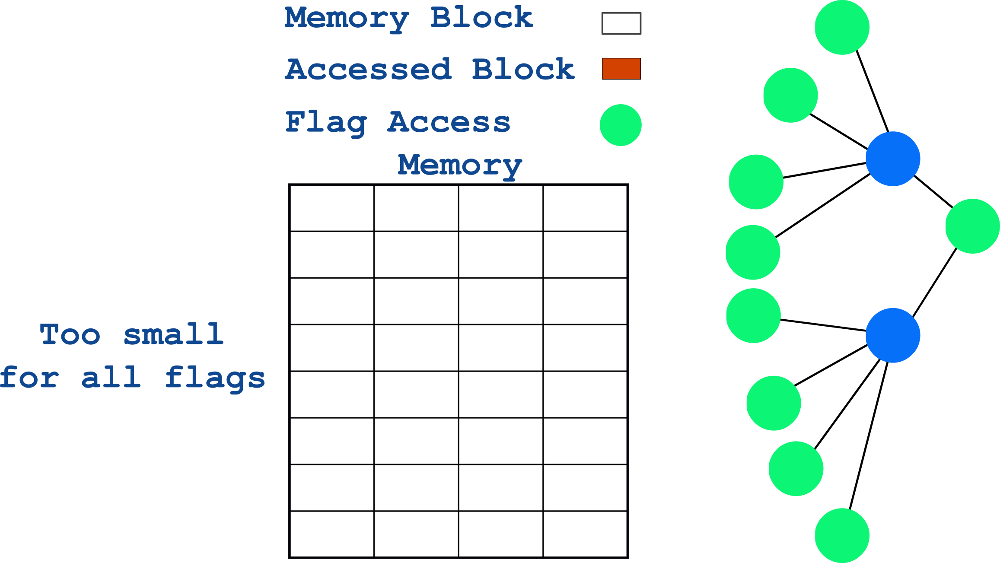 Memory Block
Accessed Block
Flag Access
Memory
Too small
for all flags